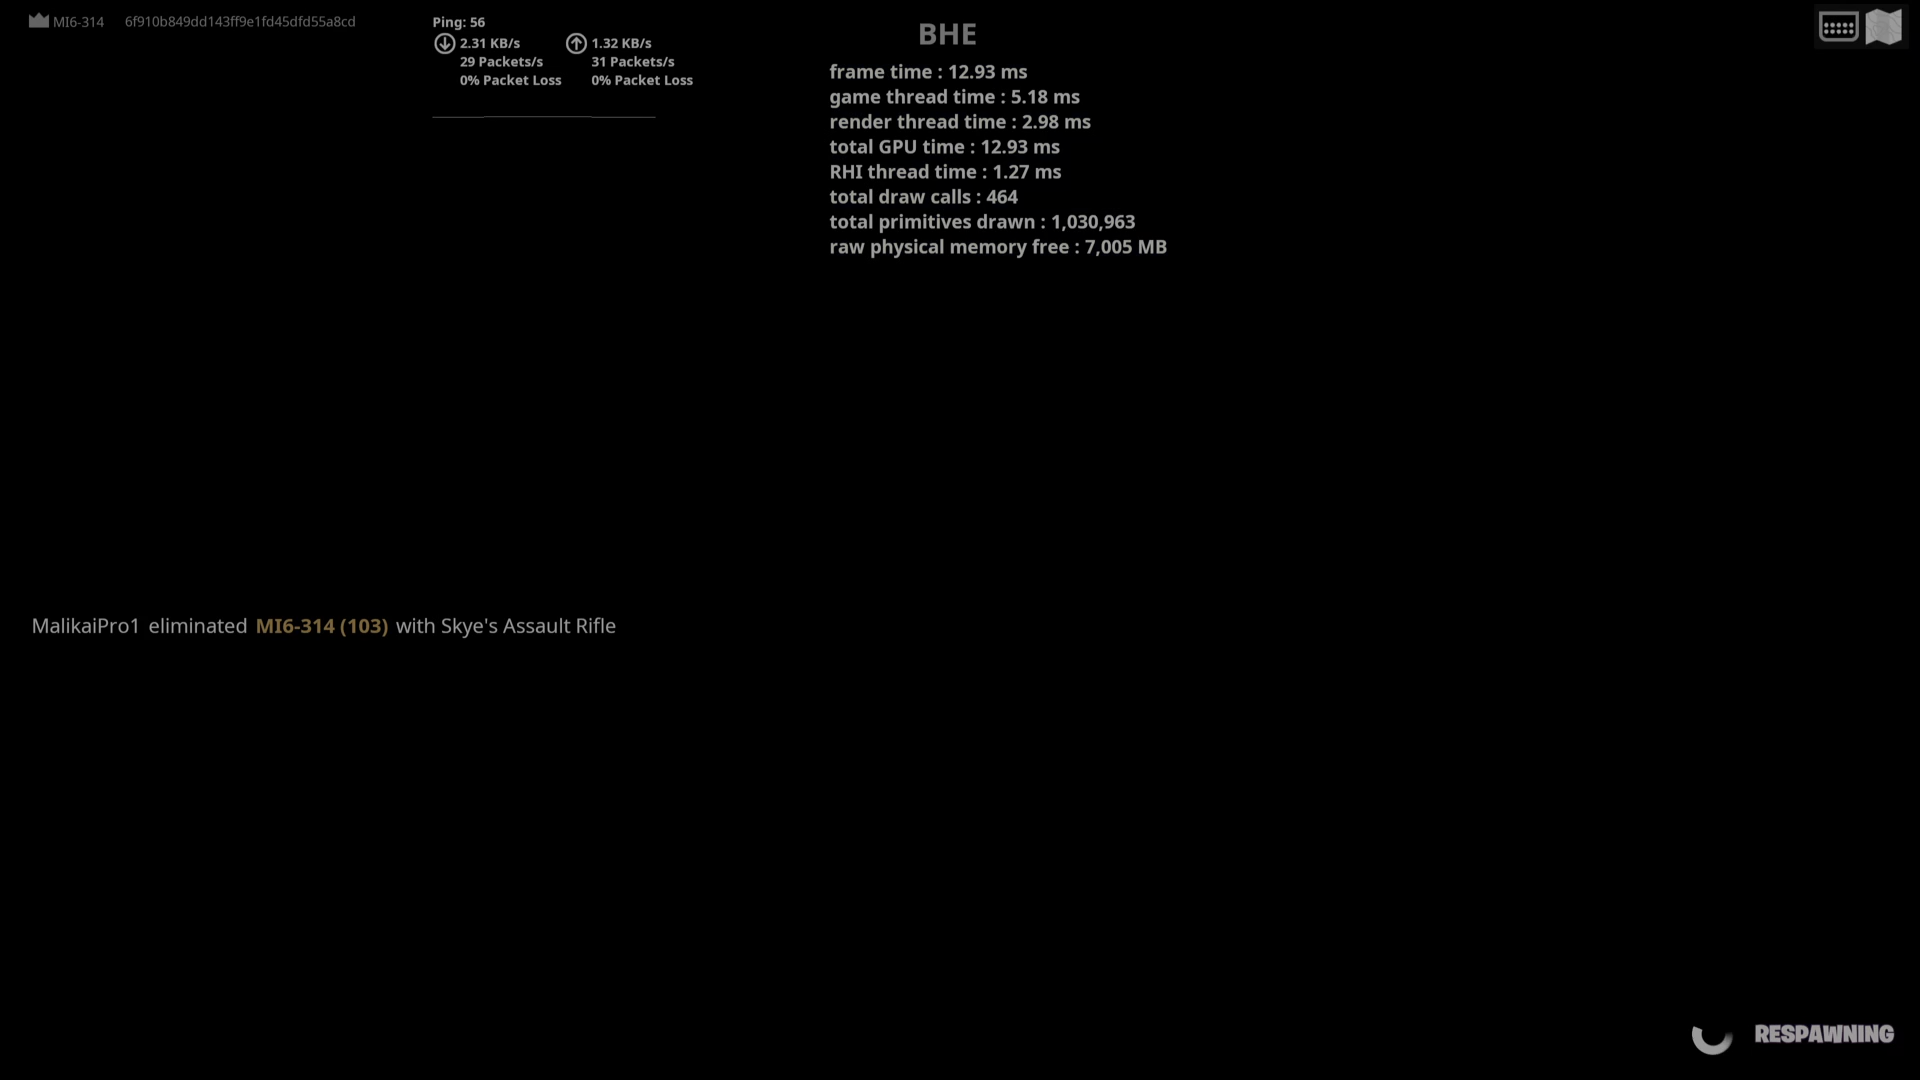 MI6-314 6f910b849dd143ff9e1fd45dfd55a8cd
Ping: 56
2.31 KB/s 1.32 KB/s
29 Packets/s 31 Packets/s
0% Packet Loss 0% Packet Loss
BHE
frame time : 12.93 ms
game thread time : 5.18 ms
render thread time : 2.98 ms
total GPU time : 12.93 ms
RHI thread time : 1.27 ms
total draw calls : 464
total primitives drawn : 1,030,963
raw physical memory free : 7,005 MB
MalikaiPro1 eliminated MI6-314 (103) with Skye's Assault Rifle
RESPAWNING